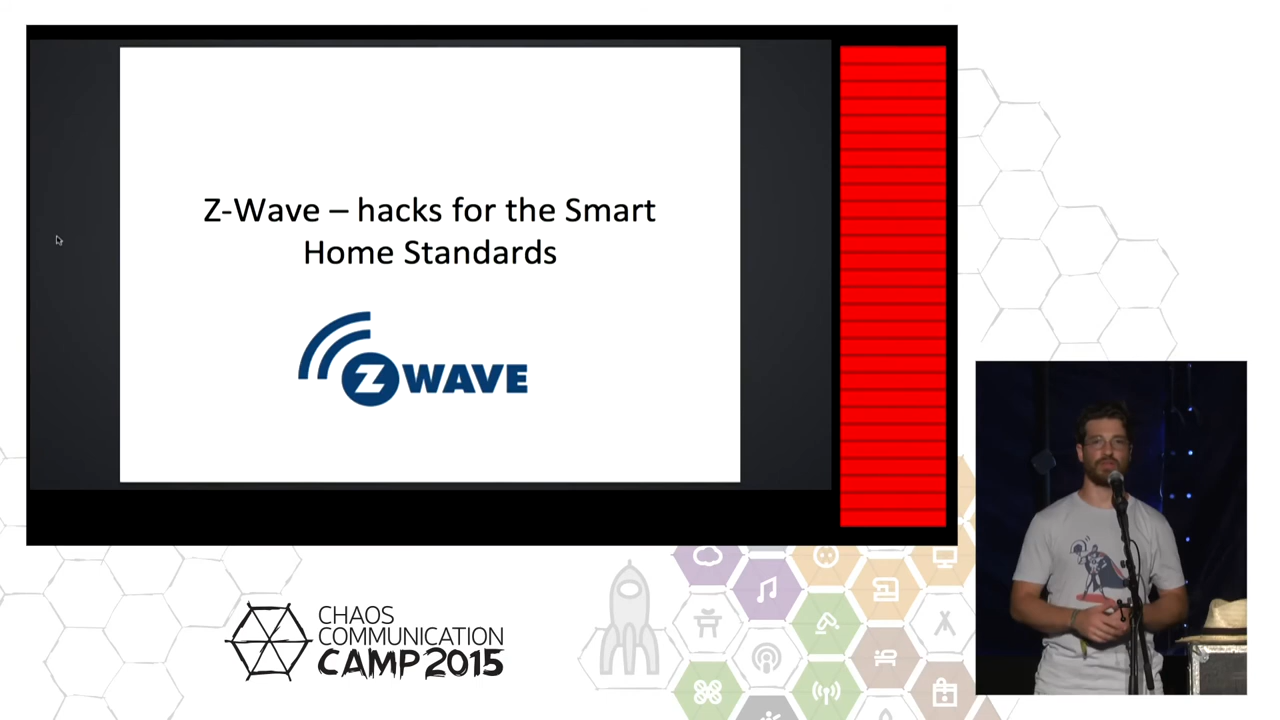 Z-Wave – hacks for the Smart
Home Standards
Z WAVE
CHAOS
COMMUNICATION
CAMP 2015